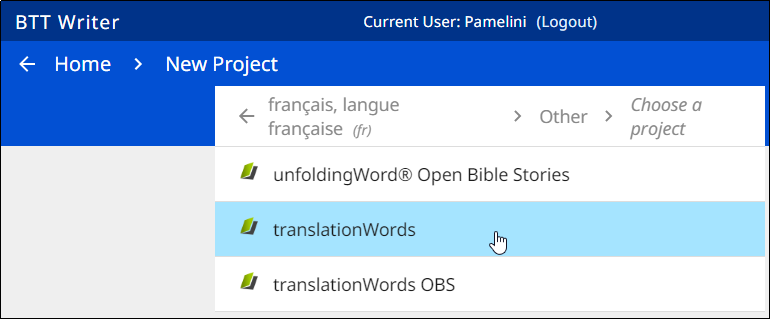 BTT Writer Current User: Pamelini (Logout)
← Home > New Project
← français, langue française (fr) > Other > Choose a project
unfoldingWord® Open Bible Stories
translationWords
translationWords OBS